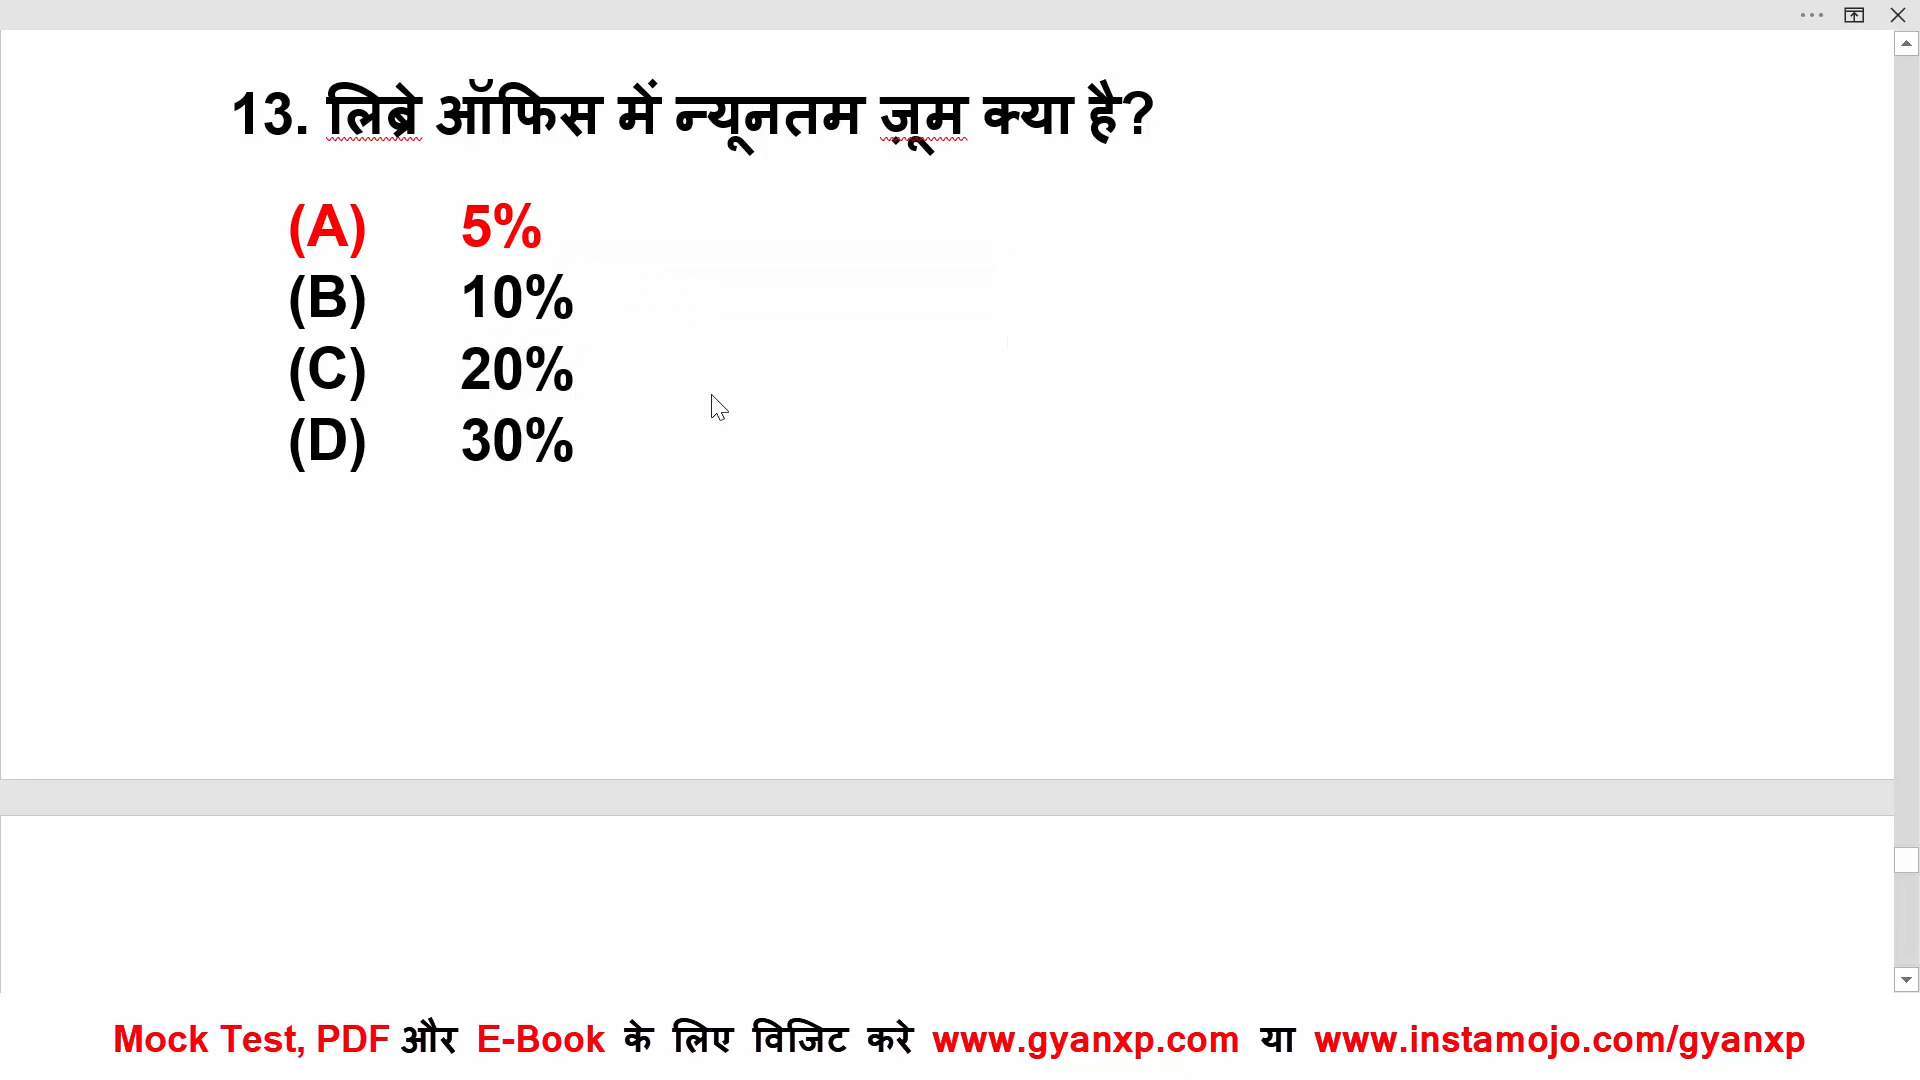 13. लिब्रे ऑफिस में न्यूनतम ज़ूम क्या है?
(A) 5%
(B) 10%
(C) 20%
(D) 30%
Mock Test, PDF और E-Book के लिए विजिट करे www.gyanxp.com या www.instamojo.com/gyanxp